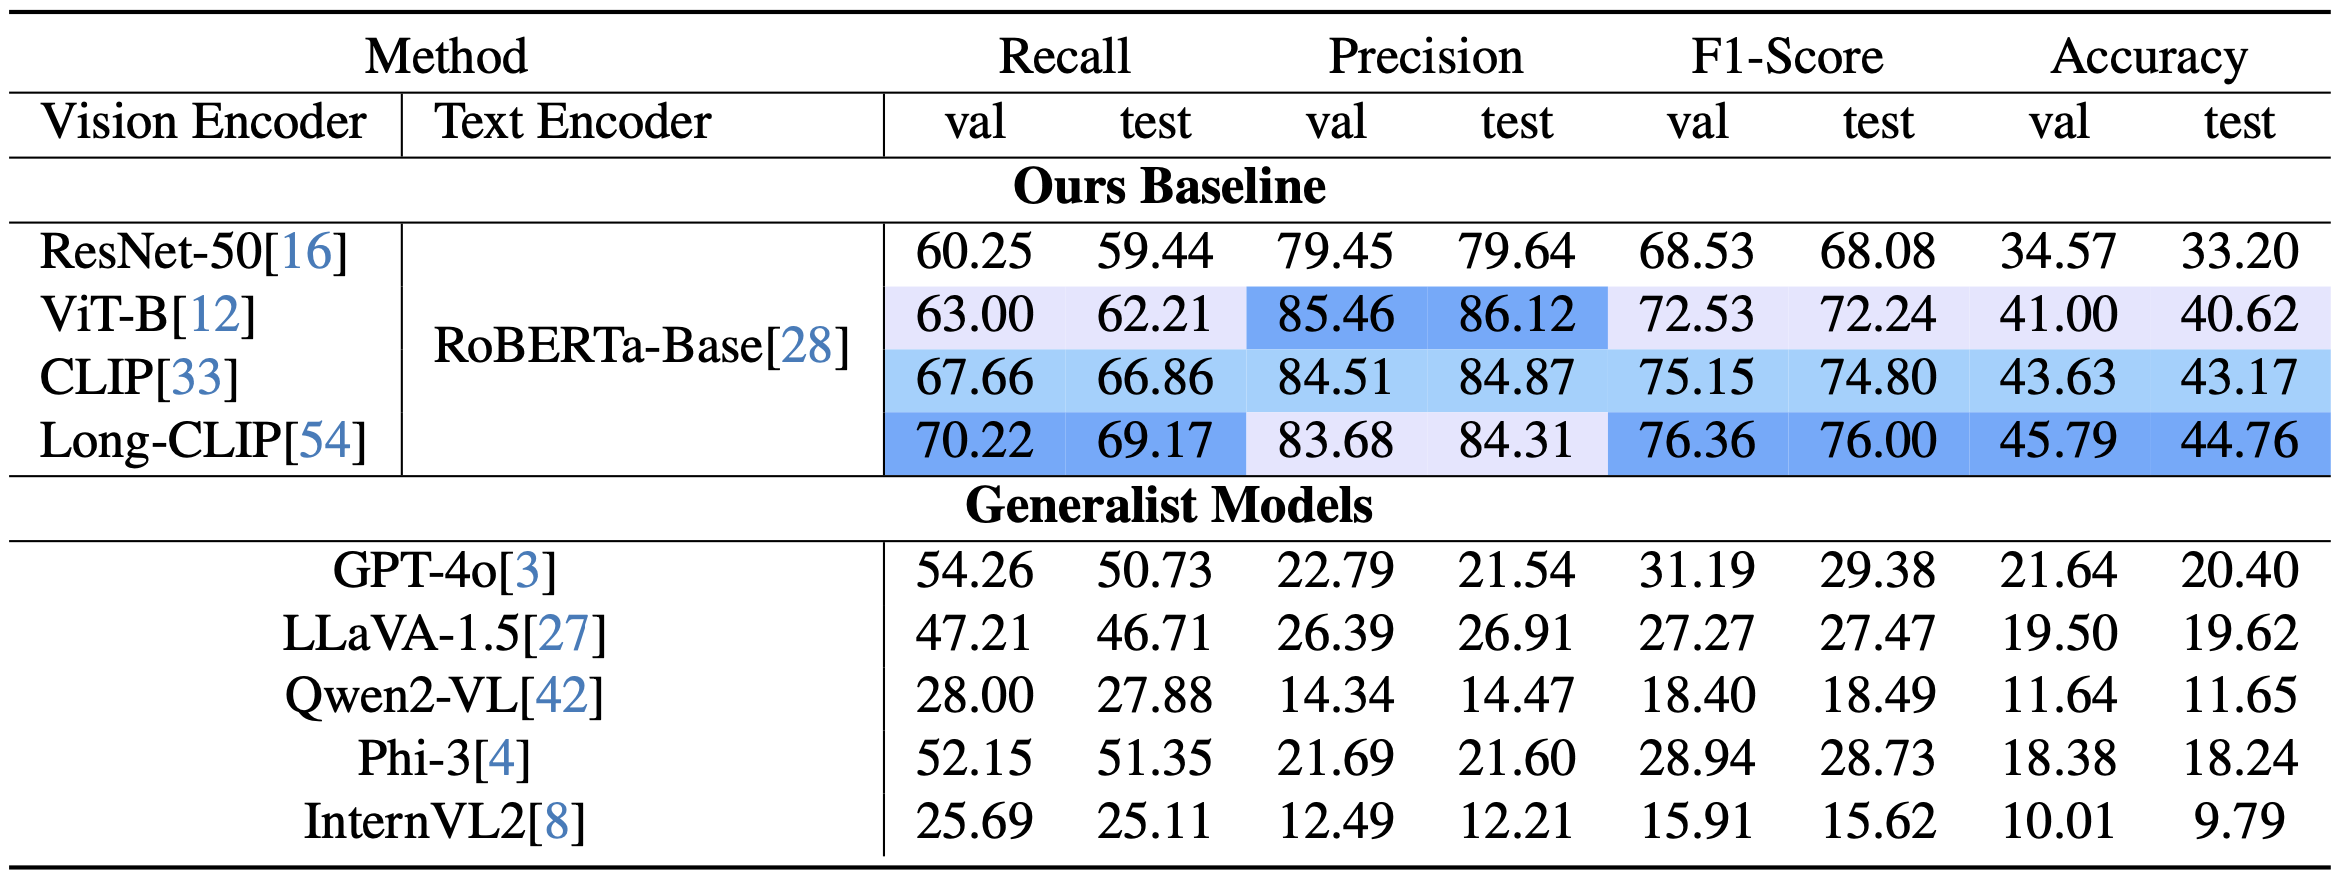 Method Recall Precision F1-Score Accuracy
Vision Encoder Text Encoder val test val test val test val test
Ours Baseline
ResNet-50[16] 60.25 59.44 79.45 79.64 68.53 68.08 34.57 33.20
ViT-B[12] 63.00 62.21 85.46 86.12 72.53 72.24 41.00 40.62
RoBERTa-Base[28]
CLIP[33] 67.66 66.86 84.51 84.87 75.15 74.80 43.63 43.17
Long-CLIP[54] 70.22 69.17 83.68 84.31 76.36 76.00 45.79 44.76
Generalist Models
GPT-4o[3] 54.26 50.73 22.79 21.54 31.19 29.38 21.64 20.40
LLaVA-1.5[27] 47.21 46.71 26.39 26.91 27.27 27.47 19.50 19.62
Qwen2-VL[42] 28.00 27.88 14.34 14.47 18.40 18.49 11.64 11.65
Phi-3[4] 52.15 51.35 21.69 21.60 28.94 28.73 18.38 18.24
InternVL2[8] 25.69 25.11 12.49 12.21 15.91 15.62 10.01 9.79